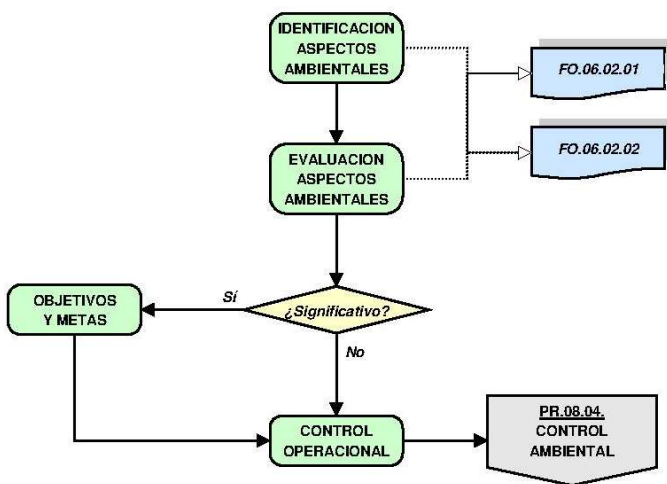 IDENTIFICACION
ASPECTOS
AMBIENTALES
FO.06.02.01
FO.06.02.02
EVALUACION
ASPECTOS
AMBIENTALES
Sí
¿Significativo?
OBJETIVOS
Y METAS
No
CONTROL
OPERACIONAL
PR.08.04.
CONTROL
AMBIENTAL